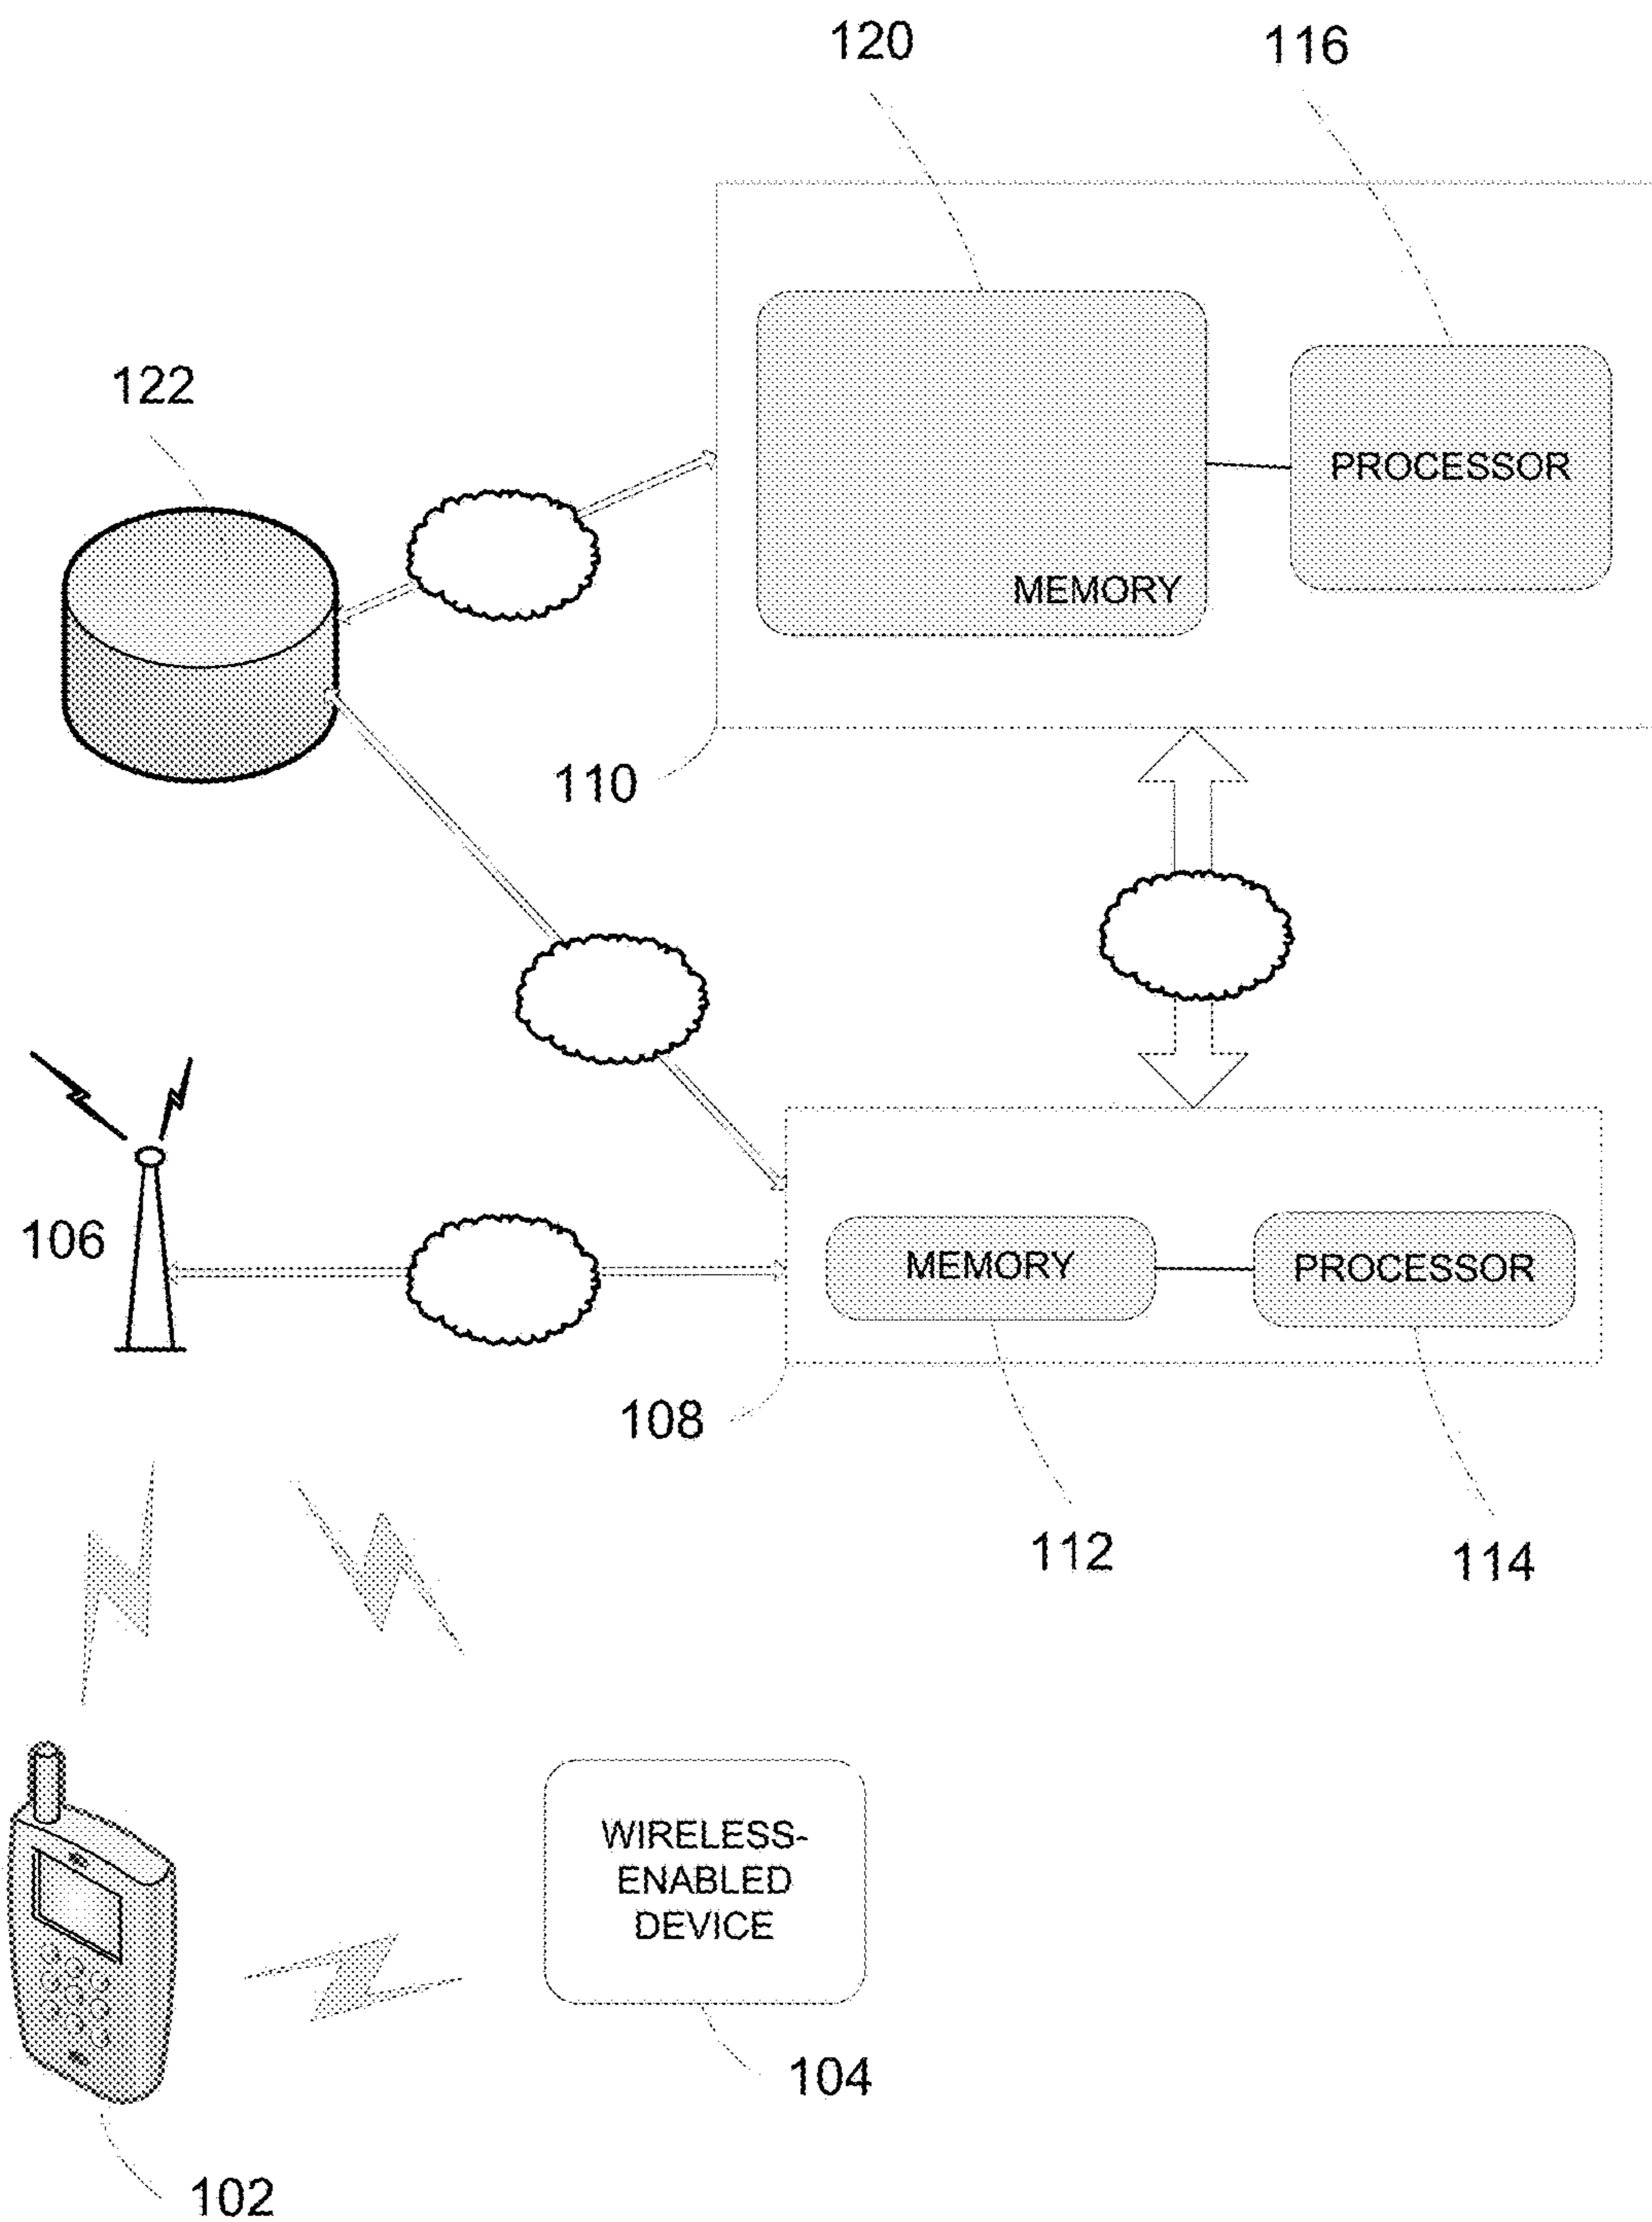 120
116
122
PROCESSOR
MEMORY
110
106
MEMORY
PROCESSOR
108
112
114
WIRELESS-
ENABLED
DEVICE
104
102